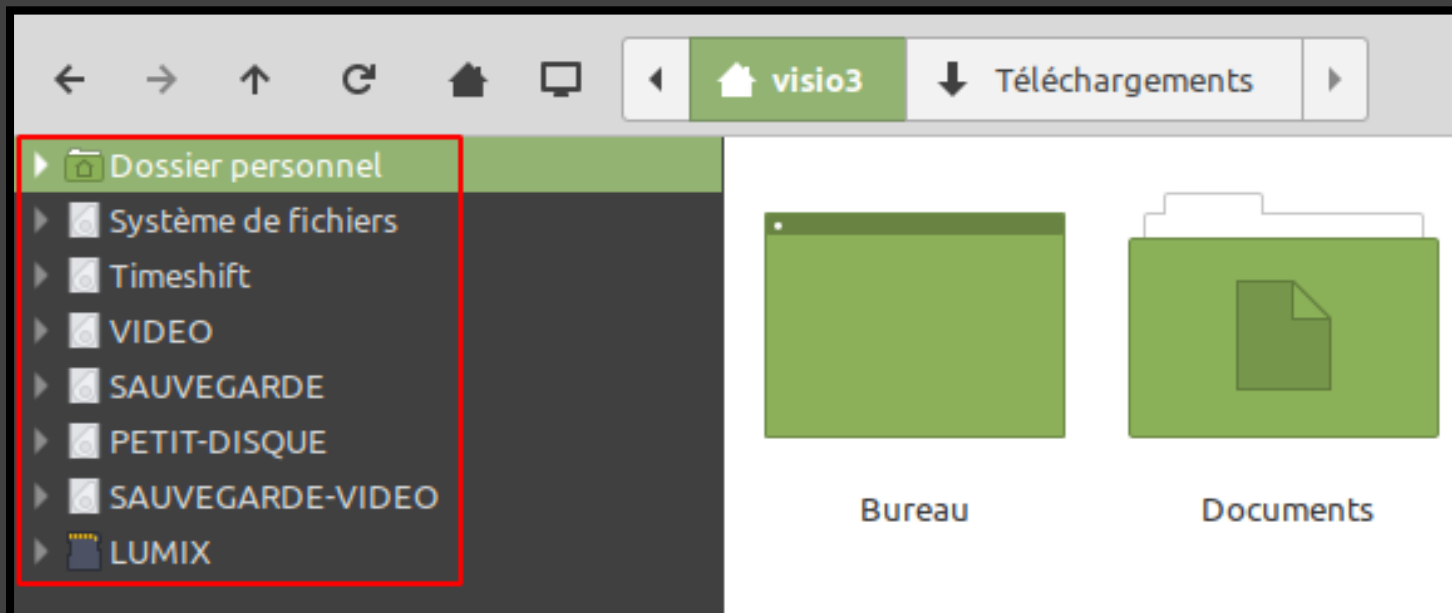 visio3
Téléchargements
Dossier personnel
Système de fichiers
Timeshift
VIDEO
SAUVEGARDE
PETIT-DISQUE
SAUVEGARDE-VIDEO
LUMIX
Bureau
Documents